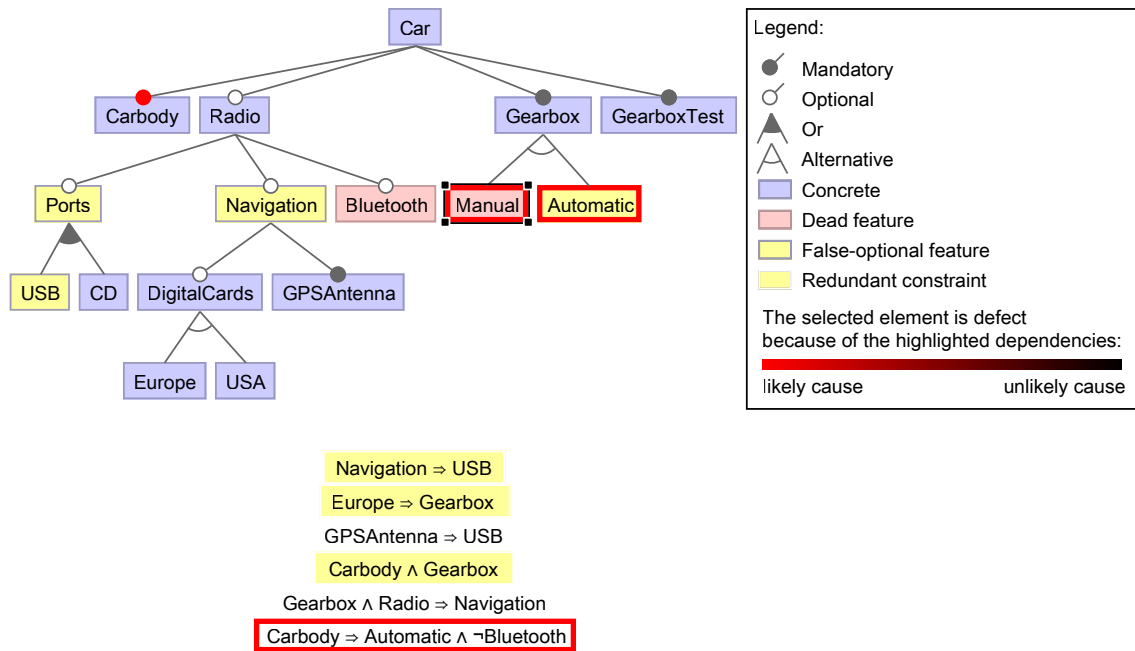 Car
Legend:
Mandatory
Optional
Or
Alternative
Concrete
Dead feature
False-optional feature
Redundant constraint
The selected element is defect
because of the highlighted dependencies:
likely cause unlikely cause
Carbody Radio Gearbox GearboxTest
Ports Navigation Bluetooth Manual Automatic
USB CD DigitalCards GPSAntenna
Europe USA
Navigation ⇒ USB
Europe ⇒ Gearbox
GPSAntenna ⇒ USB
Carbody ∧ Gearbox
Gearbox ∧ Radio ⇒ Navigation
Carbody ⇒ Automatic ∧ ¬Bluetooth